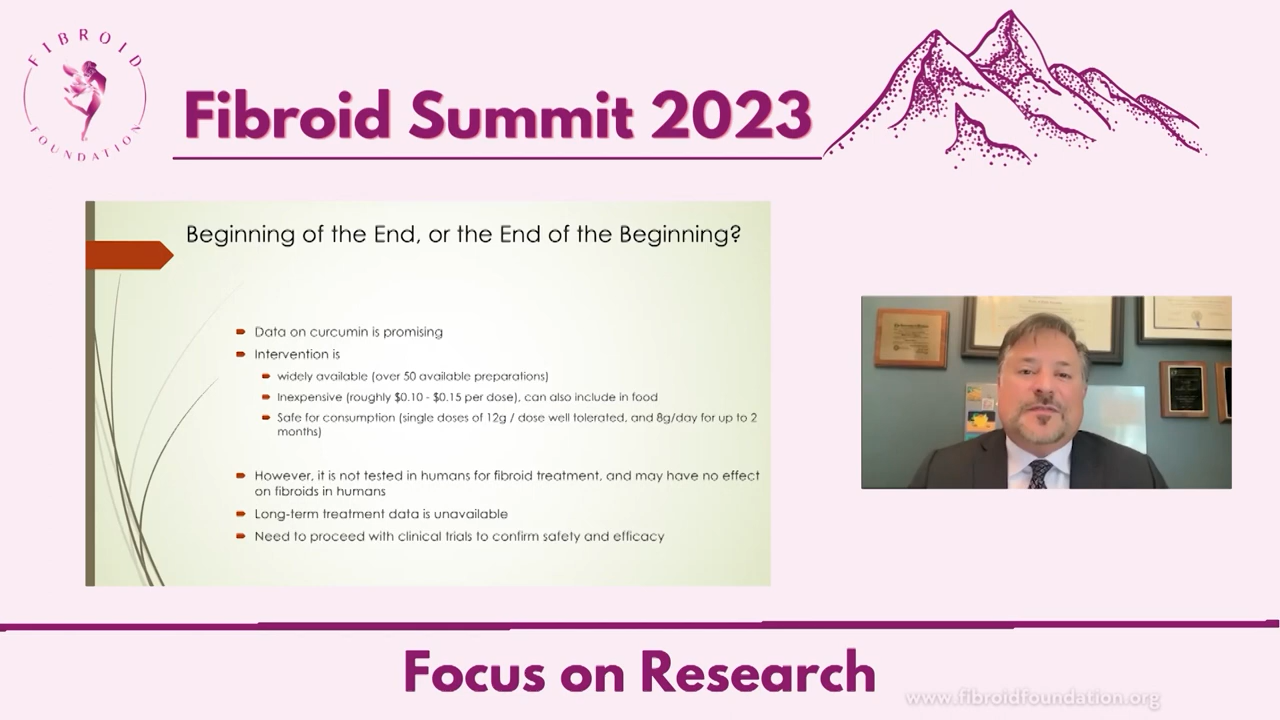 FIBROID
FOUNDATION
Fibroid Summit 2023
Beginning of the End, or the End of the Beginning?
Data on curcumin is promising
Intervention is
widely available (over 50 available preparations)
Inexpensive (roughly $0.10 - $0.15 per dose), can also include in food
Safe for consumption (single doses of 12g / dose well tolerated, and 8g/day for up to 2
months)
However, it is not tested in humans for fibroid treatment, and may have no effect
on fibroids in humans
Long-term treatment data is unavailable
Need to proceed with clinical trials to confirm safety and efficacy
Focus on Research
www.fibroidfoundation.org